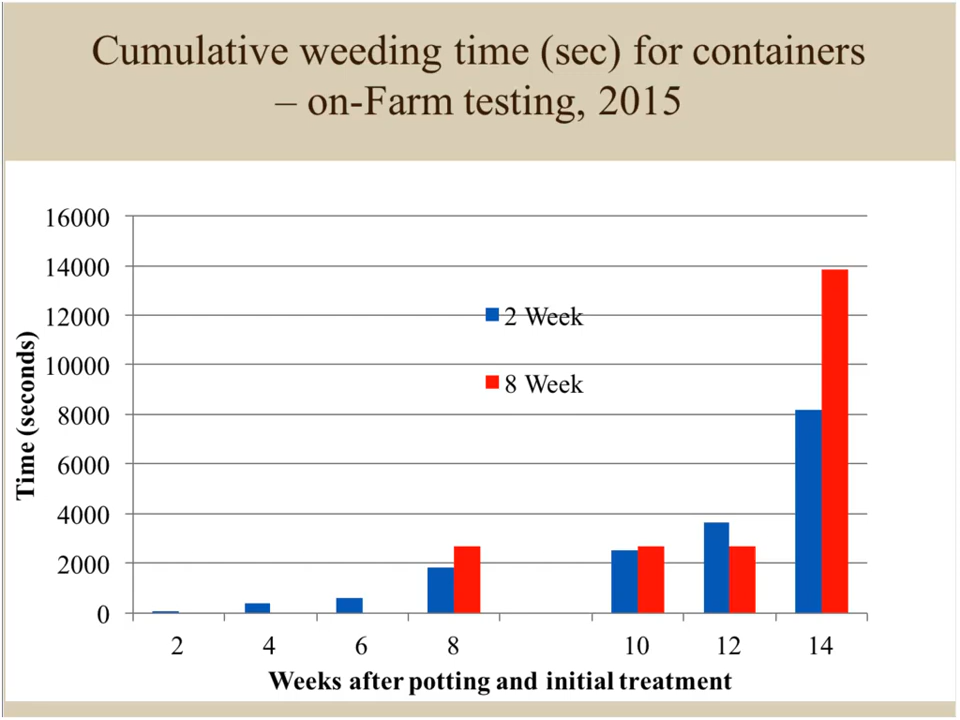 Cumulative weeding time (sec) for containers
– on-Farm testing, 2015
16000
14000
12000
10000
8000
6000
4000
2000
0
Time (seconds)
2 Week
8 Week
2 4 6 8 10 12 14
Weeks after potting and initial treatment